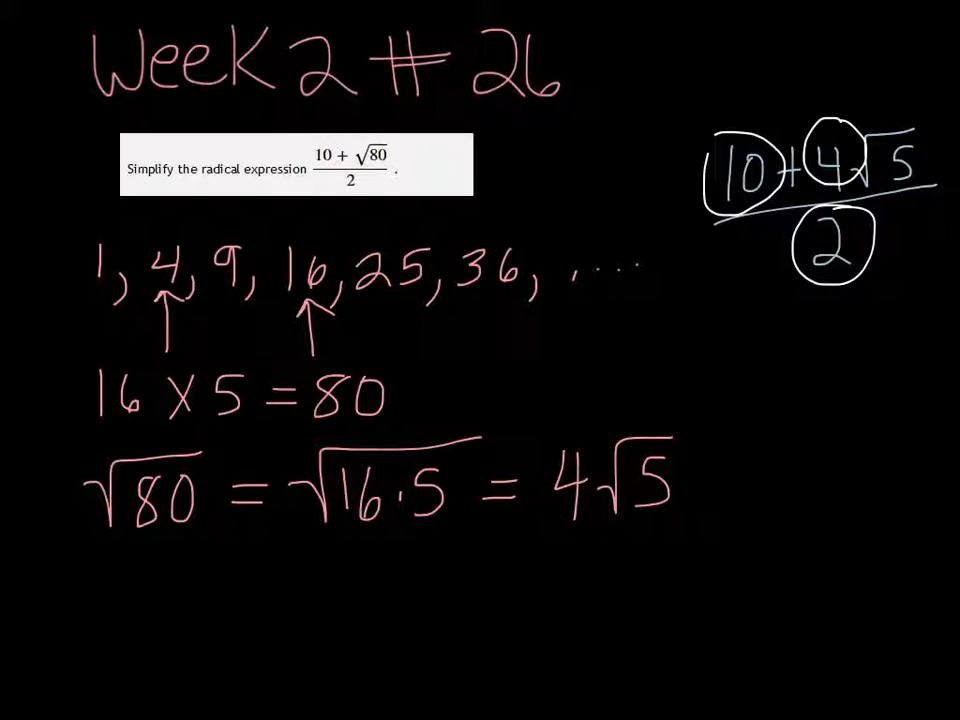 Week 2 # 26
Simplify the radical expression (10 + √80)/2 .
10+4√5
2
1, 4, 9, 16, 25, 36, . . . .
16 × 5 = 80
√80 = √16·5 = 4√5